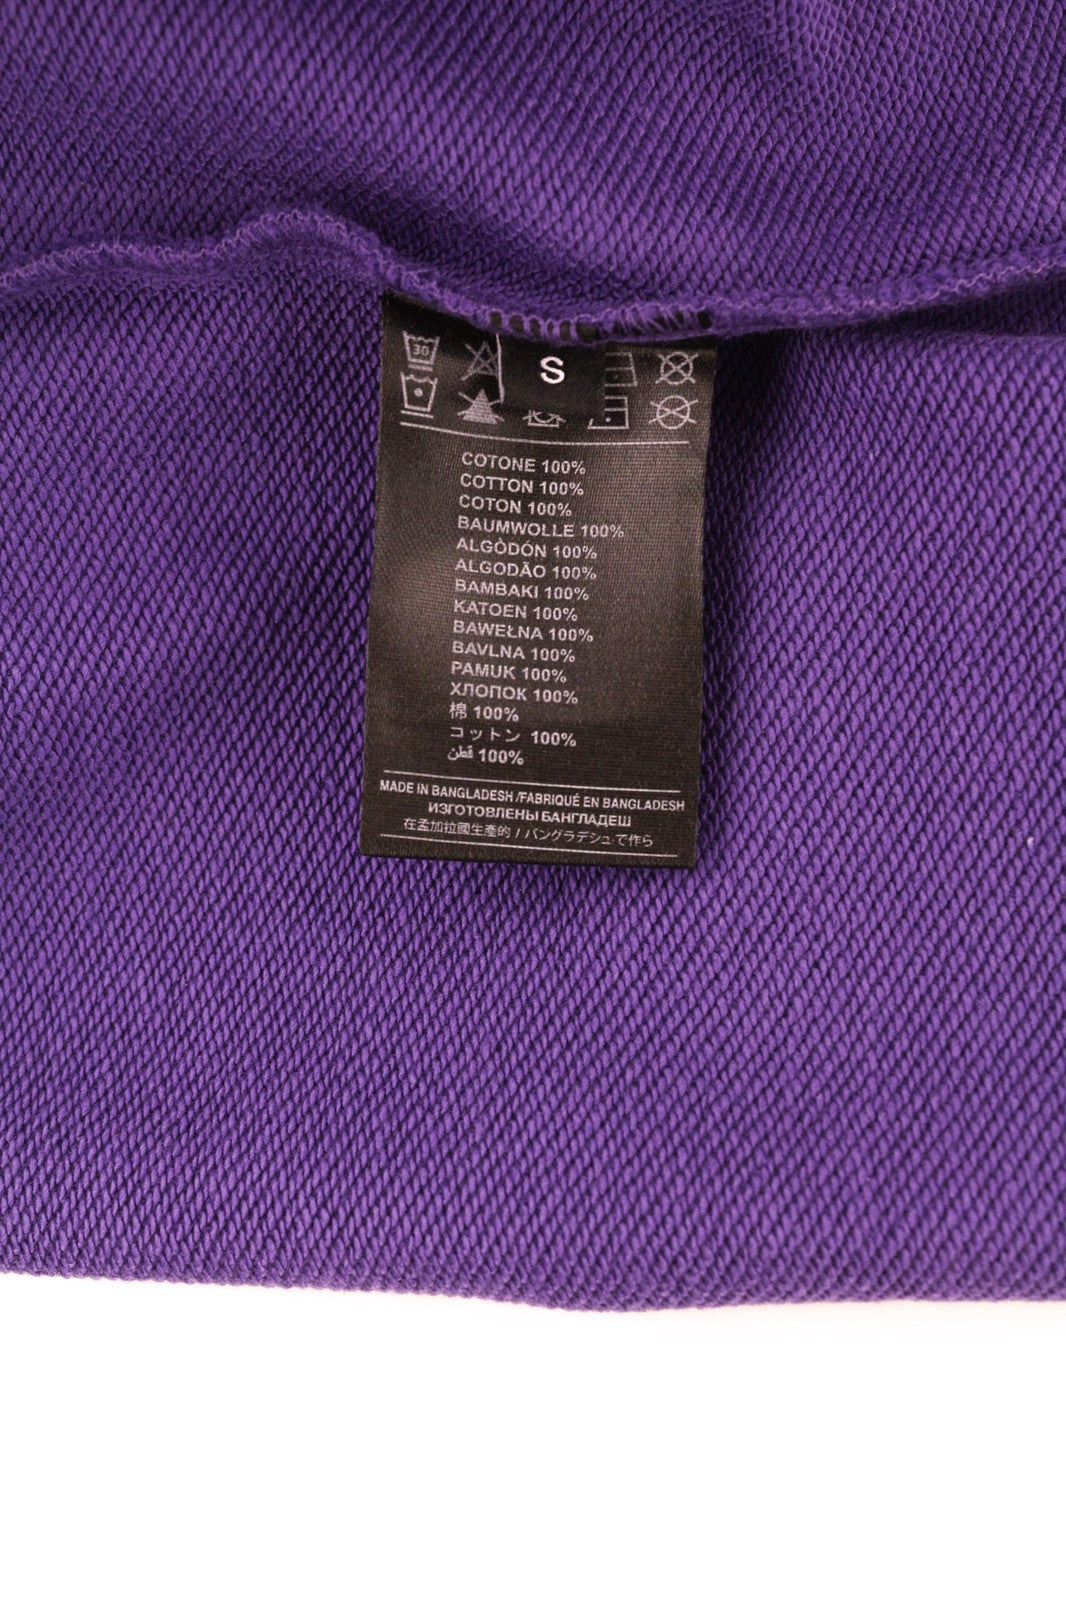 30
S
COTONE 100%
COTTON 100%
COTON 100%
BAUMWOLLE 100%
ALGÒDÓN 100%
ALGODÃO 100%
BAMBAKI 100%
KATOEN 100%
BAWEŁNA 100%
BAVLNA 100%
PAMUK 100%
ХЛОПОК 100%
棉 100%
コットン 100%
قطن 100%
MADE IN BANGLADESH /FABRIQUÉ EN BANGLADESH
ИЗГОТОВЛЕНЫ БАНГЛАДЕШ
在孟加拉國生產的 / バングラデシュで作ら